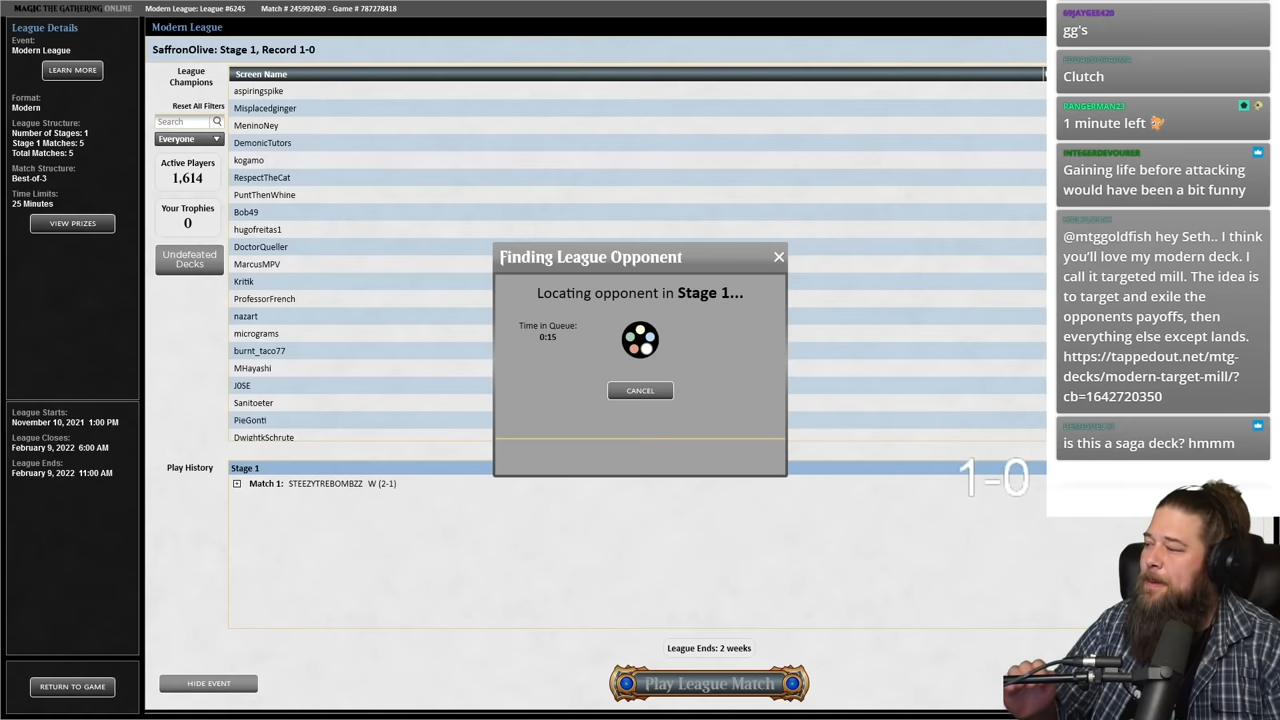 MAGIC THE GATHERING ONLINE
Modern League: League #6245
Match # 245992409 - Game # 787278418
League Details
Event:
Modern League
LEARN MORE
Format:
Modern
League Structure:
Number of Stages: 1
Stage 1 Matches: 5
Total Matches: 5
Match Structure:
Best-of-3
Time Limits:
25 Minutes
VIEW PRIZES
League Starts:
November 10, 2021 1:00 PM
League Closes:
February 9, 2022 6:00 AM
League Ends:
February 9, 2022 11:00 AM
RETURN TO GAME
Modern League
SaffronOlive: Stage 1, Record 1-0
League
Champions
Reset All Filters
Search
Everyone
Active Players
1,614
Your Trophies
0
Undefeated
Decks
Screen Name
aspiringspike
Misplacedginger
MeninoNey
DemonicTutors
kogamo
RespectTheCat
PuntThenWhine
Bob49
hugofreitas1
DoctorQueller
MarcusMPV
Kritik
ProfessorFrench
nazart
micrograms
burnt_taco77
MHayashi
J0SE
Sanitoeter
PieGonti
DwightkSchrute
Finding League Opponent
Locating opponent in Stage 1...
Time in Queue:
0:15
CANCEL
Play History
Stage 1
Match 1: STEEZYTREBOMBZZ W (2-1)
1-0
League Ends: 2 weeks
HIDE EVENT
Play League Match
69JAYGEE420
gg's
Clutch
RANGERMAN23
1 minute left
INTEGERDEVOURER
Gaining life before attacking
would have been a bit funny
@mtggoldfish hey Seth.. I think
you'll love my modern deck. I
call it targeted mill. The idea is
to target and exile the
opponents payoffs, then
everything else except lands.
https://tappedout.net/mtg-
decks/modern-target-mill/?
cb=1642720350
is this a saga deck? hmmm